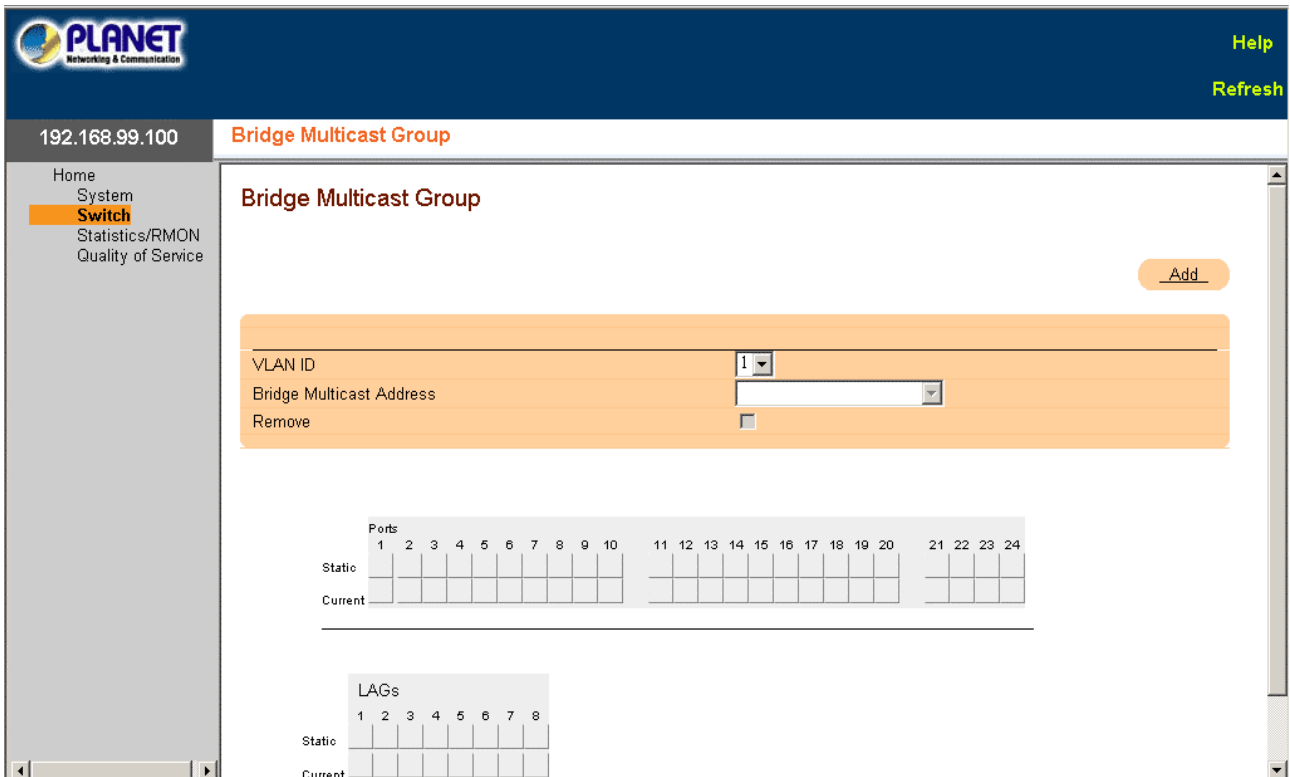 PLANET
Networking & Communication
Help
Refresh
192.168.99.100
Bridge Multicast Group
Home
System
Switch
Statistics/RMON
Quality of Service
Bridge Multicast Group
Add
VLAN ID 1
Bridge Multicast Address
Remove
Ports
1 2 3 4 5 6 7 8 9 10 11 12 13 14 15 16 17 18 19 20 21 22 23 24
Static
Current
LAGs
1 2 3 4 5 6 7 8
Static
Current